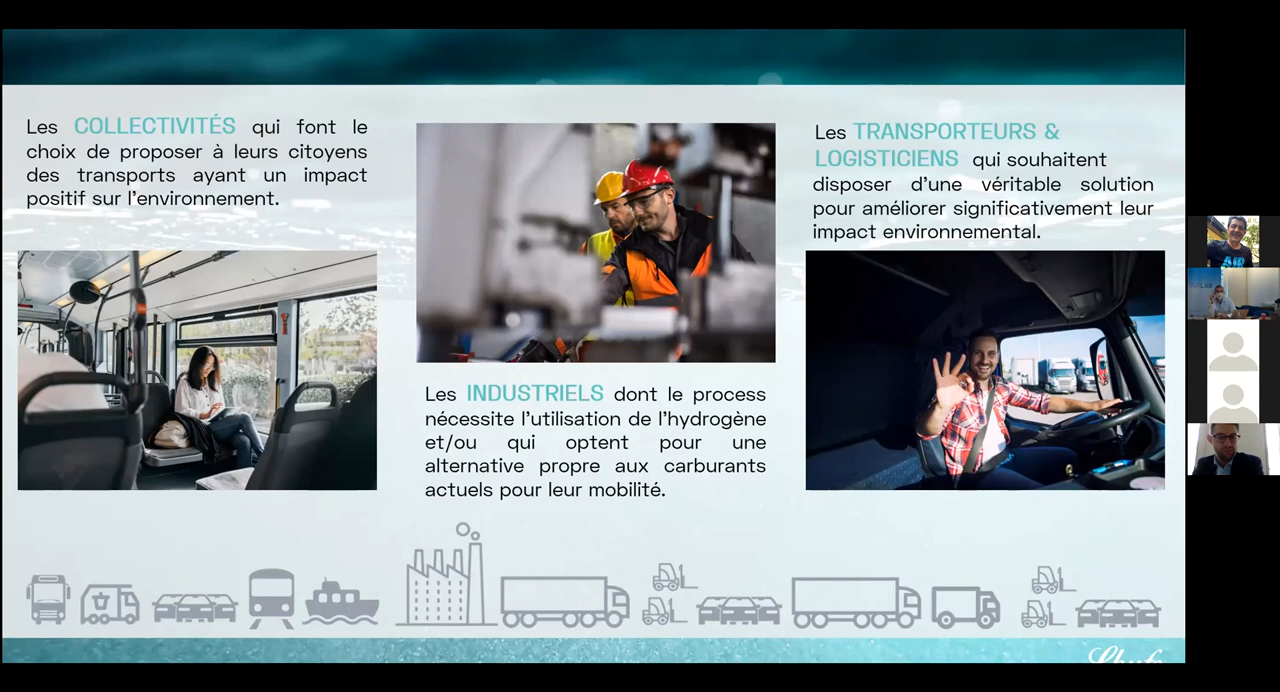 Les COLLECTIVITÉS qui font le
choix de proposer à leurs citoyens
des transports ayant un impact
positif sur l'environnement.
Les INDUSTRIELS dont le process
nécessite l'utilisation de l'hydrogène
et/ou qui optent pour une
alternative propre aux carburants
actuels pour leur mobilité.
Les TRANSPORTEURS &
LOGISTICIENS qui souhaitent
disposer d'une véritable solution
pour améliorer significativement leur
impact environnemental.